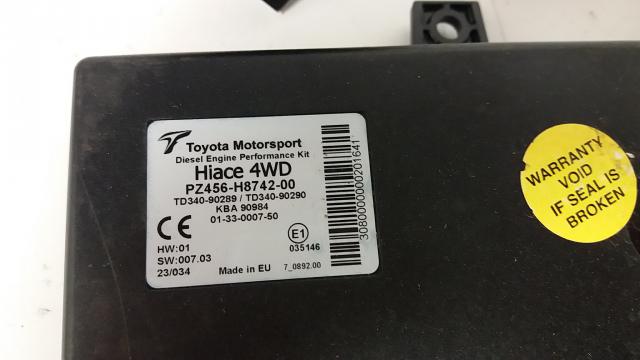 Toyota Motorsport
Diesel Engine Performance Kit
Hiace 4WD
PZ456-H8742-00
TD340-90289 / TD340-90290
KBA 90984
01-33-0007-50
CE
HW:01
SW:007.03
23/034
Made in EU
E1
035146
7_0892.00
3080000000201641
WARRANTY
VOID
IF SEAL IS
BROKEN